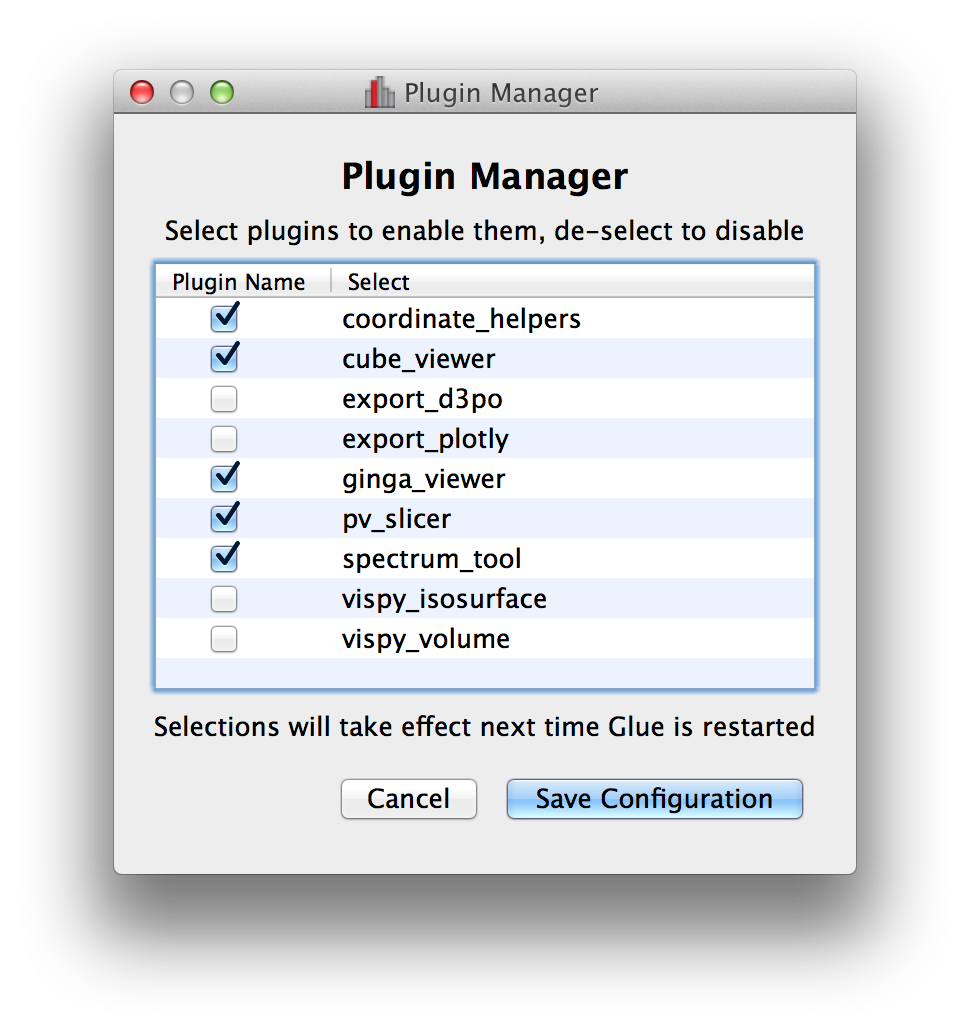 Plugin Manager
Plugin Manager
Select plugins to enable them, de-select to disable
Plugin Name Select
coordinate_helpers
cube_viewer
export_d3po
export_plotly
ginga_viewer
pv_slicer
spectrum_tool
vispy_isosurface
vispy_volume
Selections will take effect next time Glue is restarted
Cancel Save Configuration